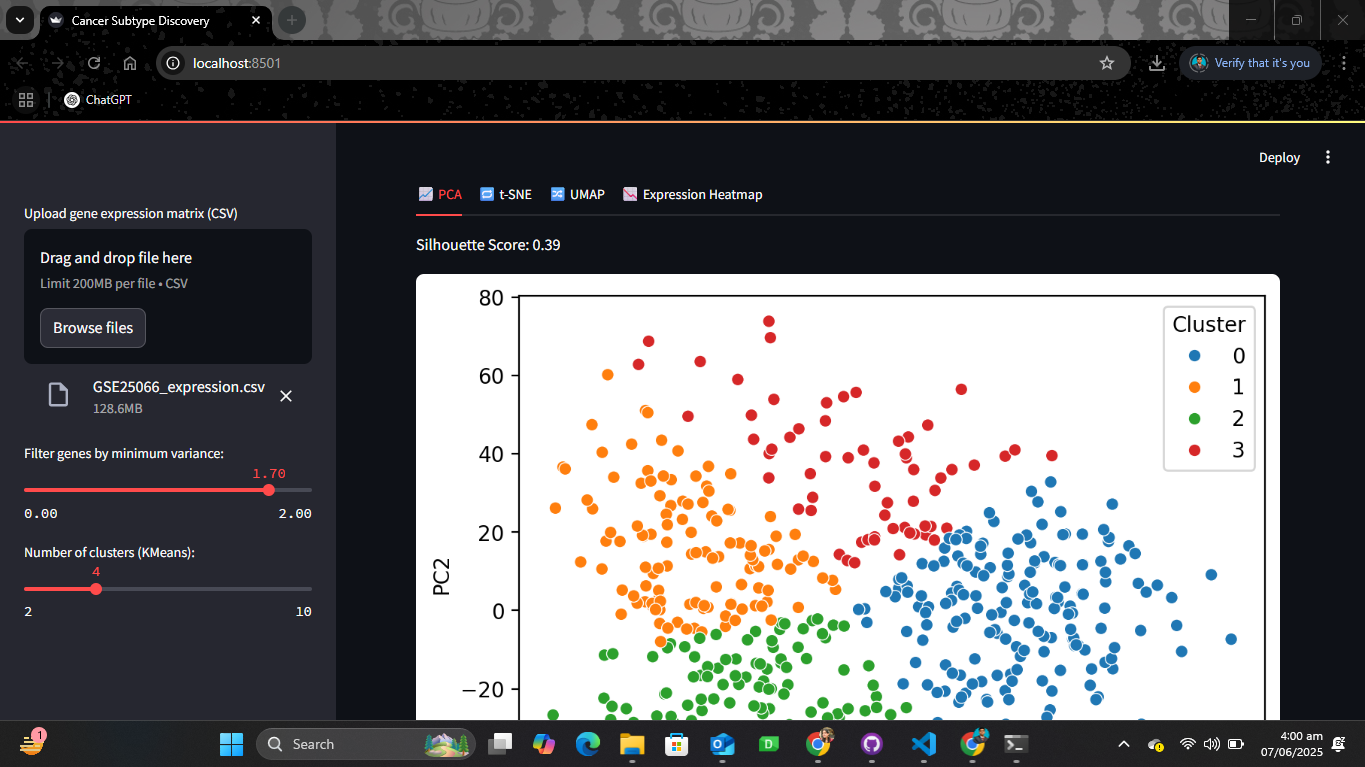 Cancer Subtype Discovery
localhost:8501
Verify that it's you
ChatGPT
Deploy
PCA
t-SNE
UMAP
Expression Heatmap
Upload gene expression matrix (CSV)
Drag and drop file here
Limit 200MB per file • CSV
Browse files
GSE25066_expression.csv
128.6MB
Filter genes by minimum variance:
1.70
0.00 2.00
Number of clusters (KMeans):
4
2 10
Silhouette Score: 0.39
80
60
40
20
0
−20
PC2
Cluster
0
1
2
3
1
Search
D
4:00 am
07/06/2025